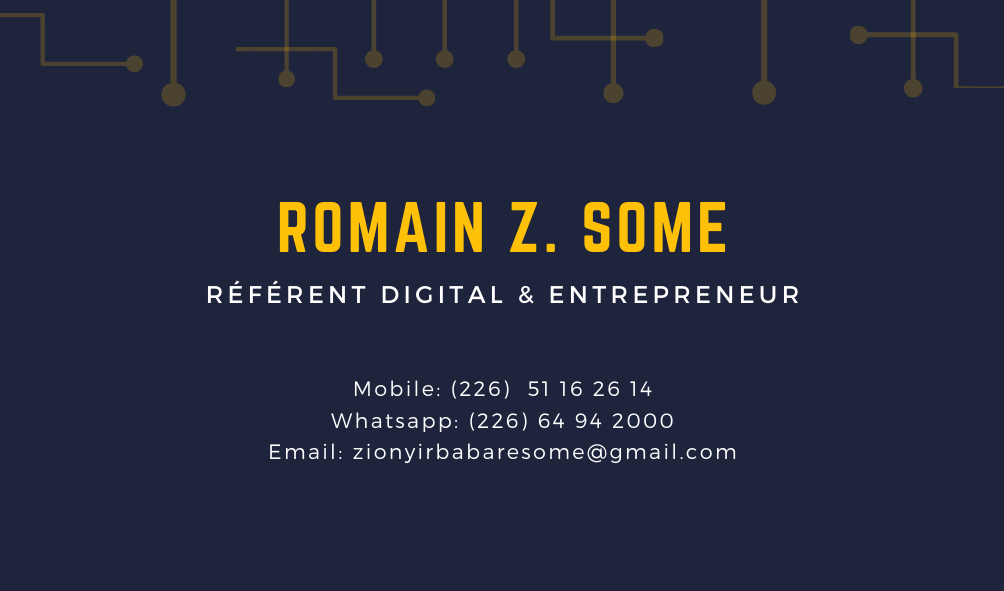 ROMAIN Z. SOME
RÉFÉRENT DIGITAL & ENTREPRENEUR
Mobile: (226)  51 16 26 14
Whatsapp: (226) 64 94 2000
Email: zionyirbabaresome@gmail.com